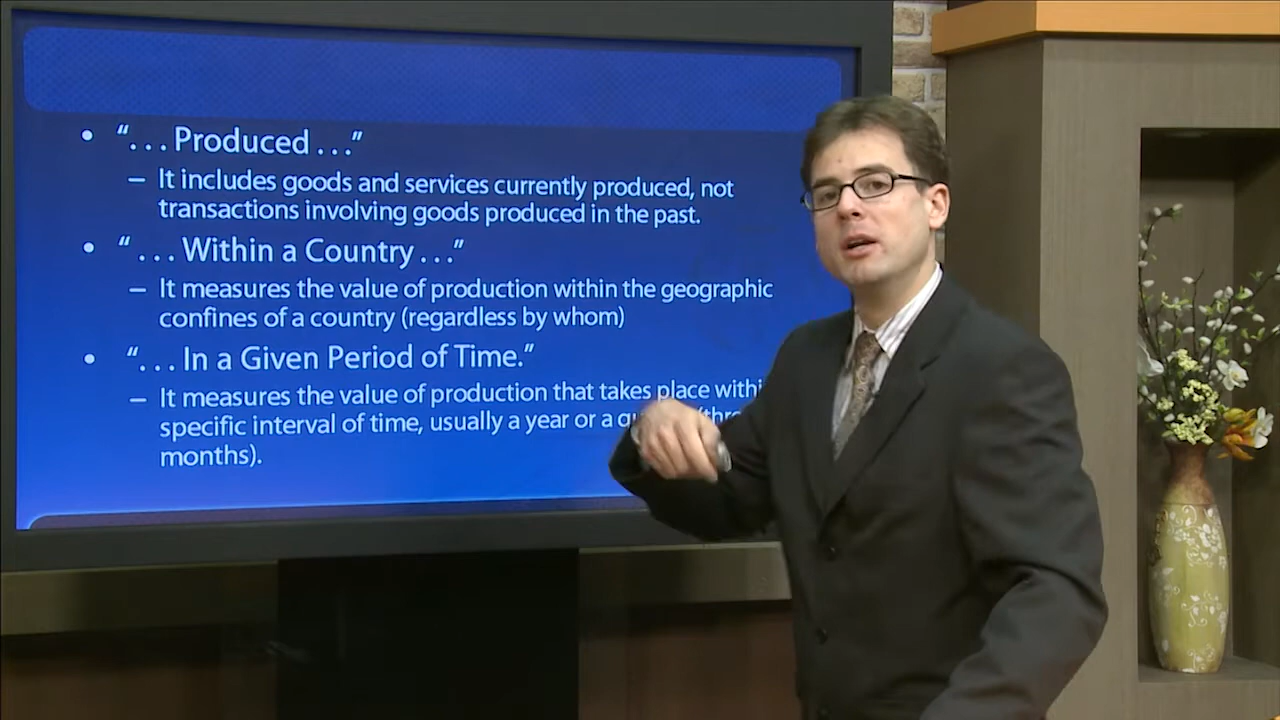 • “. . . Produced . . .”
– It includes goods and services currently produced, not
transactions involving goods produced in the past.
• “. . . Within a Country . . .”
– It measures the value of production within the geographic
confines of a country (regardless by whom)
• “. . . In a Given Period of Time.”
– It measures the value of production that takes place
specific interval of time, usually a year or a
months).